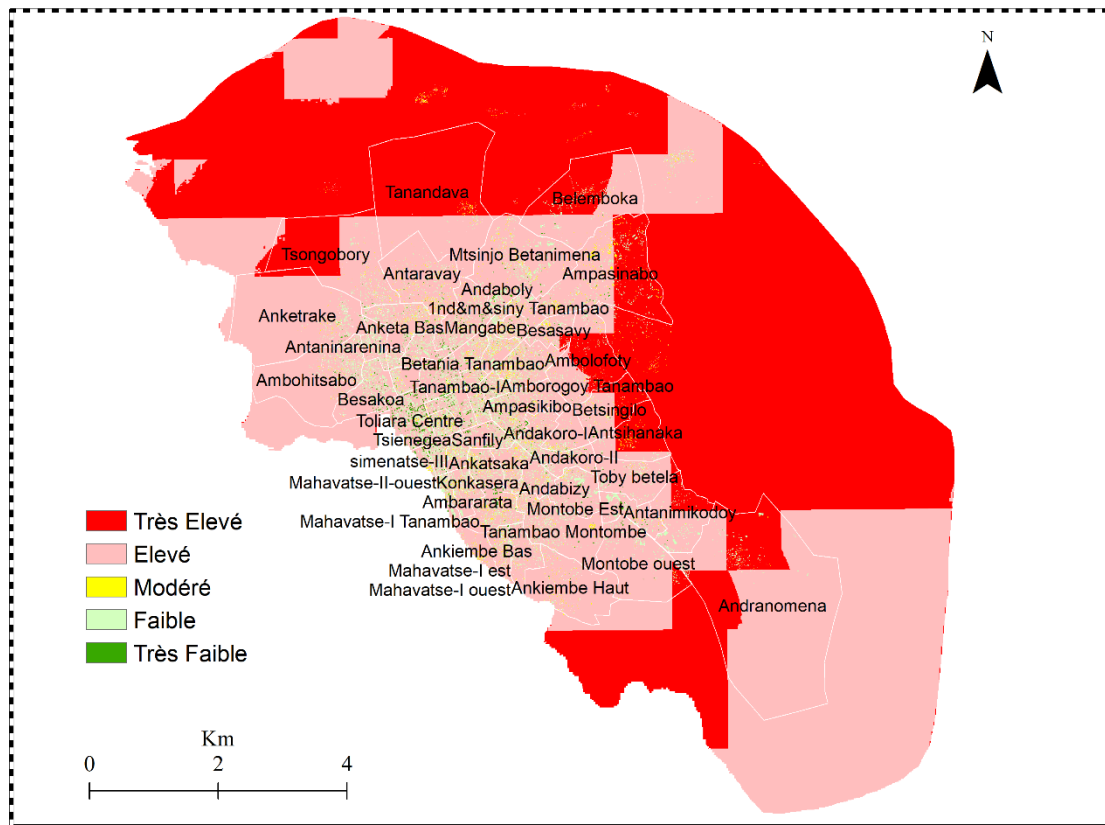 N
Tanandava
Belemboka
Tsongobory
Mtsinjo Betanimena
Antaravay
Ampasinabo
Andaboly
1nd&m&siny Tanambao
Anketrake
Anketa Bas
Mangabe
Besasavy
Antaninarenina
Betania Tanambao
Ambolofoty
Ambohitsabo
Tanambao-I
Amborogoy Tanambao
Besakoa
Ampasikibo
Betsingilo
Toliara Centre
Andakoro-I
Antsihanaka
Tsienegea
Sanfily
simenatse-III
Ankatsaka
Andakoro-II
Mahavatse-II-ouest
Konkasera
Andabizy
Toby betela
Ambararata
Montobe Est
Antanimikodoy
Mahavatse-I Tanambao
Tanambao Montombe
Ankiembe Bas
Montobe ouest
Mahavatse-I est
Mahavatse-I ouest
Ankiembe Haut
Andranomena
Très Elevé
Elevé
Modéré
Faible
Très Faible
Km
0 2 4